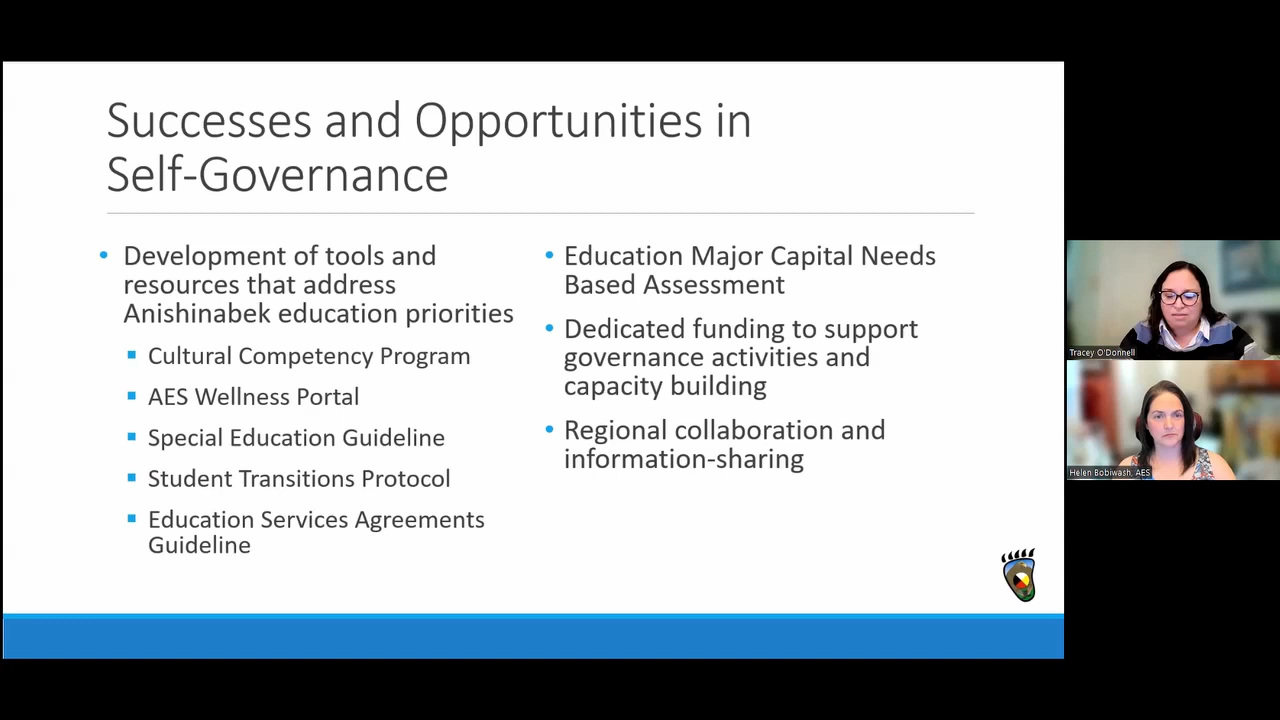 Successes and Opportunities in
Self-Governance
• Development of tools and
resources that address
Anishinabek education priorities
▪ Cultural Competency Program
▪ AES Wellness Portal
▪ Special Education Guideline
▪ Student Transitions Protocol
▪ Education Services Agreements
Guideline
• Education Major Capital Needs
Based Assessment
• Dedicated funding to support
governance activities and
capacity building
• Regional collaboration and
information-sharing
Tracey O'Donnell
Helen Bobiwash, AES